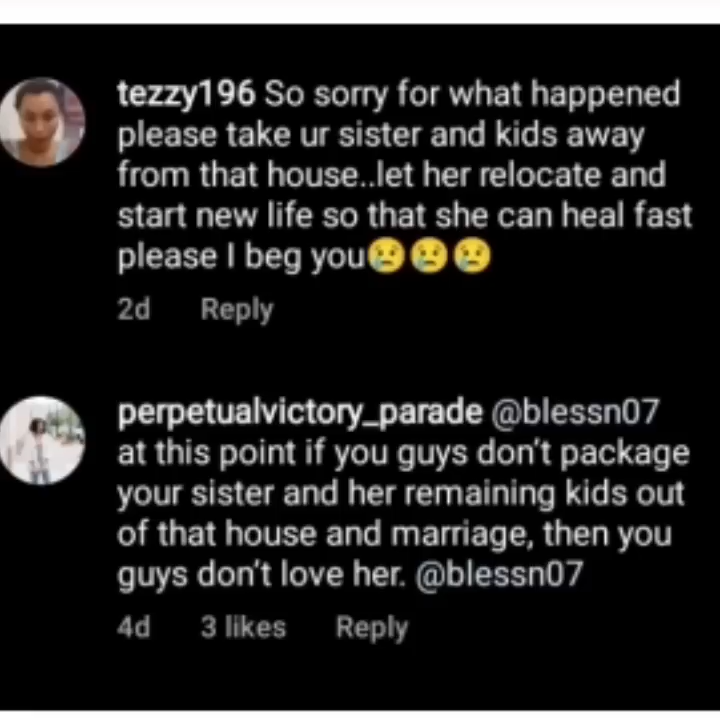 tezzy196 So sorry for what happened
please take ur sister and kids away
from that house..let her relocate and
start new life so that she can heal fast
please I beg you😢😢😢
2d Reply
perpetualvictory_parade @blessn07
at this point if you guys don't package
your sister and her remaining kids out
of that house and marriage, then you
guys don't love her. @blessn07
4d 3 likes Reply